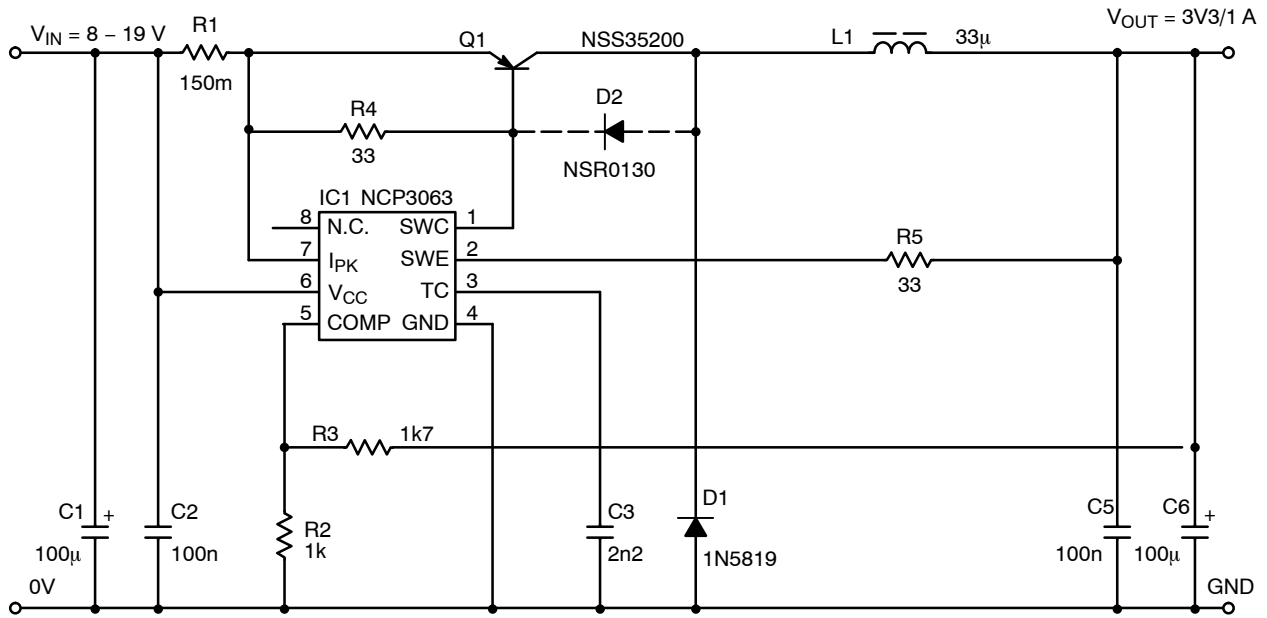 V_IN = 8 – 19 V
R1
150m
Q1
NSS35200
L1
33µ
V_OUT = 3V3/1 A
R4
33
D2
NSR0130
IC1 NCP3063
8 N.C. SWC 1
7 I_PK SWE 2
6 V_CC TC 3
5 COMP GND 4
R5
33
R3
1k7
C1 +
100µ
C2
100n
R2
1k
C3
2n2
D1
1N5819
C5
100n
C6 +
100µ
0V
GND